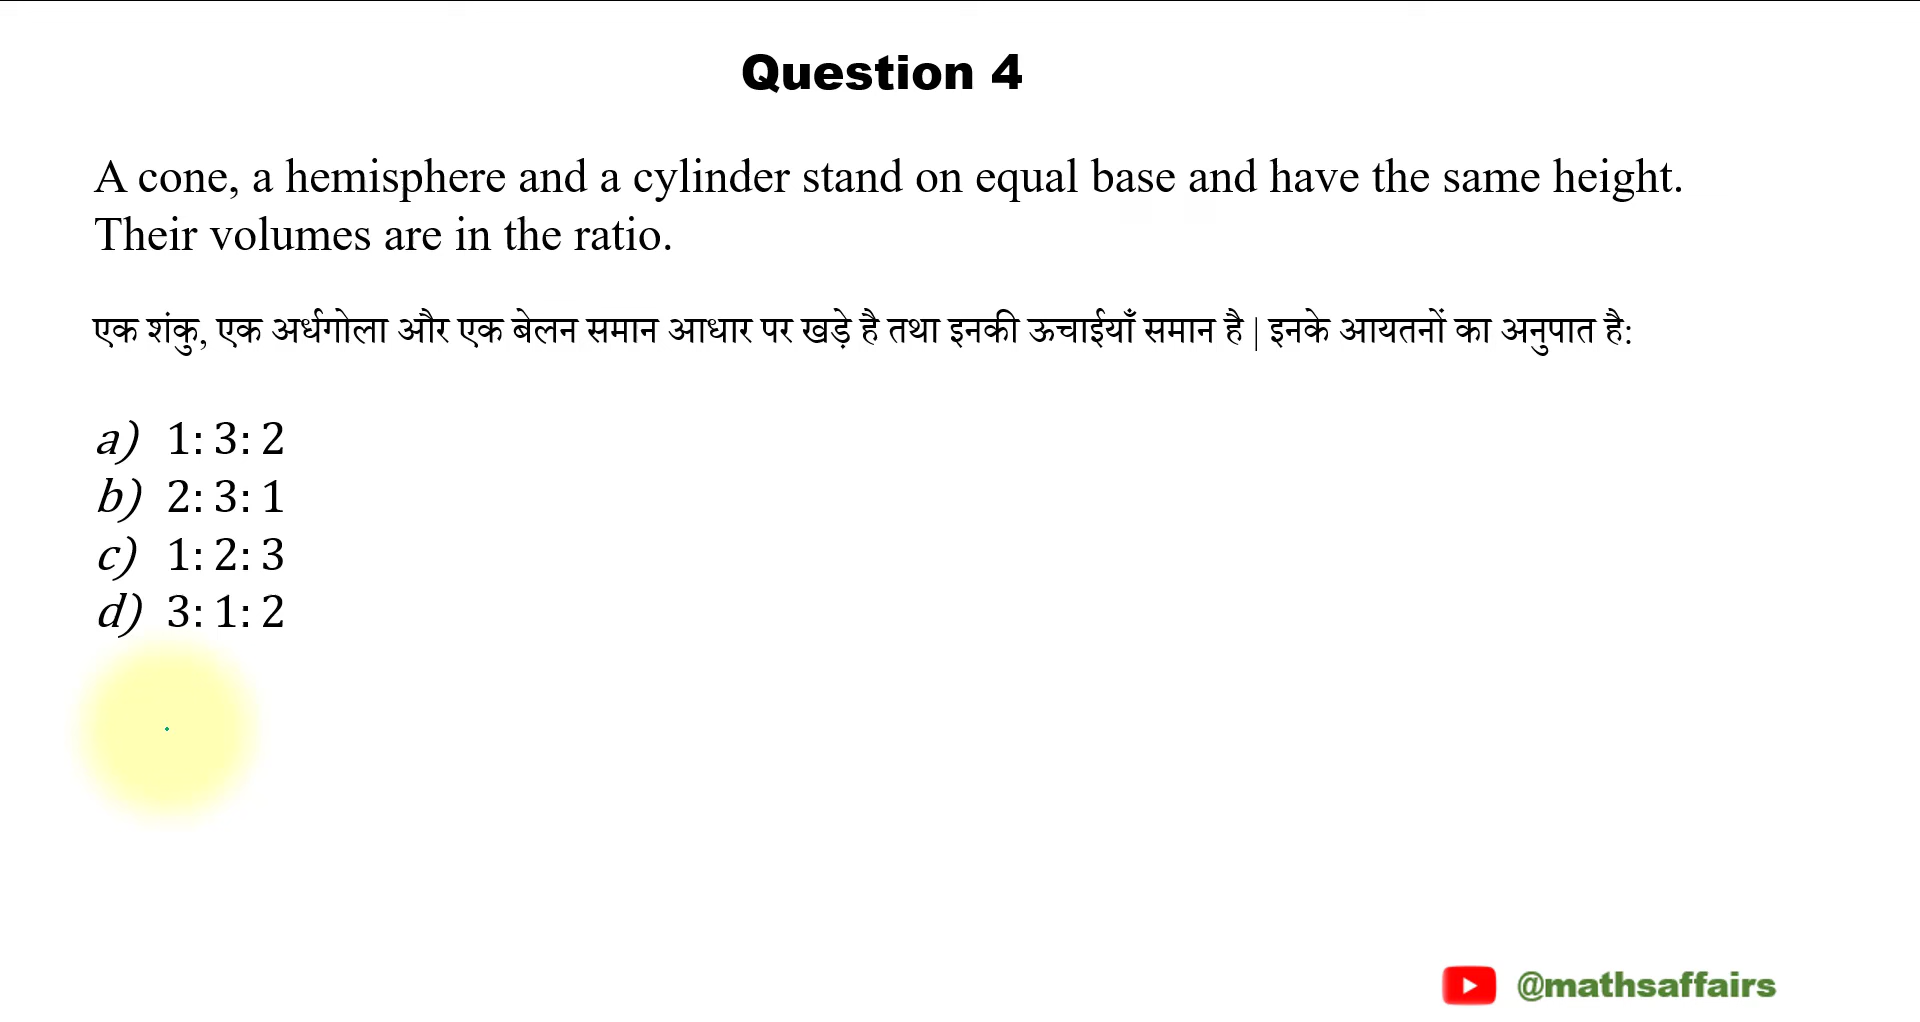 Question 4
A cone, a hemisphere and a cylinder stand on equal base and have the same height.
Their volumes are in the ratio.
एक शंकु, एक अर्धगोला और एक बेलन समान आधार पर खड़े है तथा इनकी ऊचाईयाँ समान है | इनके आयतनों का अनुपात है:
a) 1: 3: 2
b) 2: 3: 1
c) 1: 2: 3
d) 3: 1: 2
@mathsaffairs